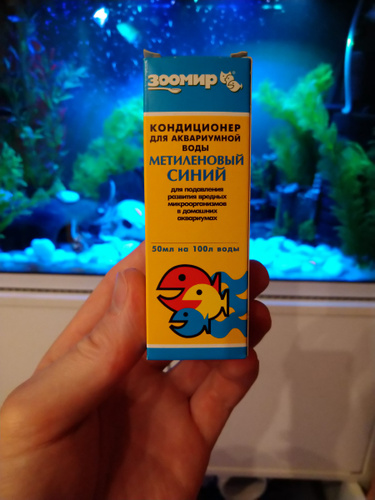 ЗООМИР
КОНДИЦИОНЕР
ДЛЯ АКВАРИУМНОЙ
ВОДЫ
МЕТИЛЕНОВЫЙ
СИНИЙ
для подавления
развития вредных
микроорганизмов
в домашних
аквариумах
50мл на 100л воды